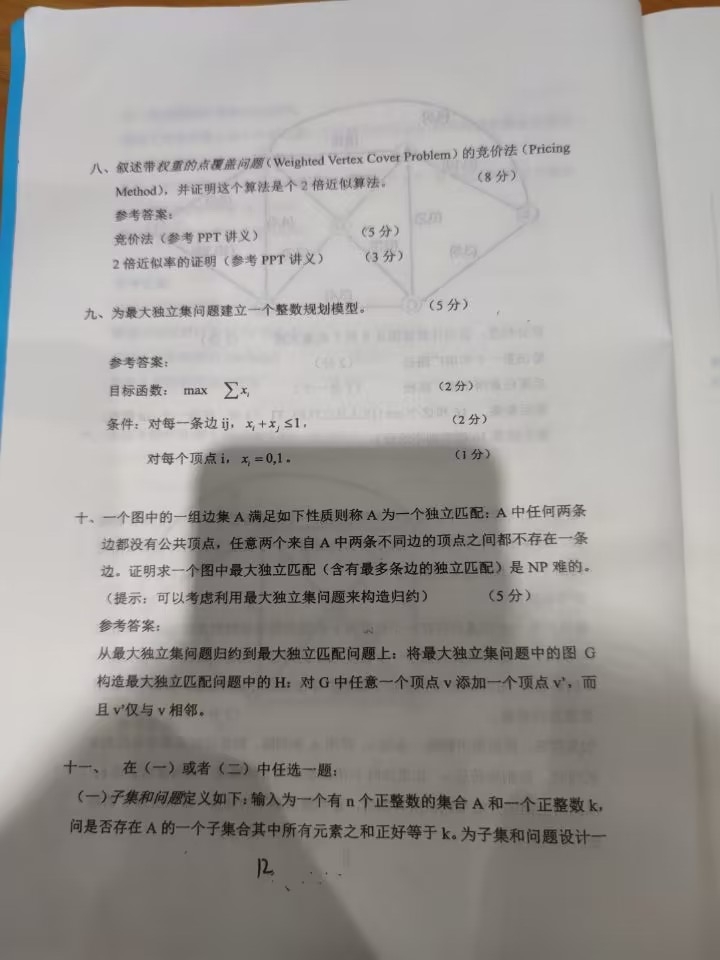 八、叙述带权重的点覆盖问题（Weighted Vertex Cover Problem）的竞价法（Pricing
Method），并证明这个算法是个 2 倍近似算法。 （8 分）
参考答案：
竞价法（参考 PPT 讲义） （5 分）
2 倍近似率的证明（参考 PPT 讲义） （3 分）
九、为最大独立集问题建立一个整数规划模型。 （5 分）
参考答案：
目标函数： max ∑xᵢ （2 分）
条件：对每一条边 ij，xᵢ + xⱼ ≤ 1， （2 分）
对每个顶点 i，xᵢ = 0,1。 （1 分）
十、一个图中的一组边集 A 满足如下性质则称 A 为一个独立匹配：A 中任何两条
边都没有公共顶点，任意两个来自 A 中两条不同边的顶点之间都不存在一条
边。证明求一个图中最大独立匹配（含有最多条边的独立匹配）是 NP 难的。
（提示：可以考虑利用最大独立集问题来构造归约） （5 分）
参考答案：
从最大独立集问题归约到最大独立匹配问题上：将最大独立集问题中的图 G
构造最大独立匹配问题中的 H：对 G 中任意一个顶点 v 添加一个顶点 v’，而
且 v’仅与 v 相邻。
十一、 在（一）或者（二）中任选一题：
（一）子集和问题定义如下：输入为一个有 n 个正整数的集合 A 和一个正整数 k，
问是否存在 A 的一个子集合其中所有元素之和正好等于 k。为子集和问题设计一
12